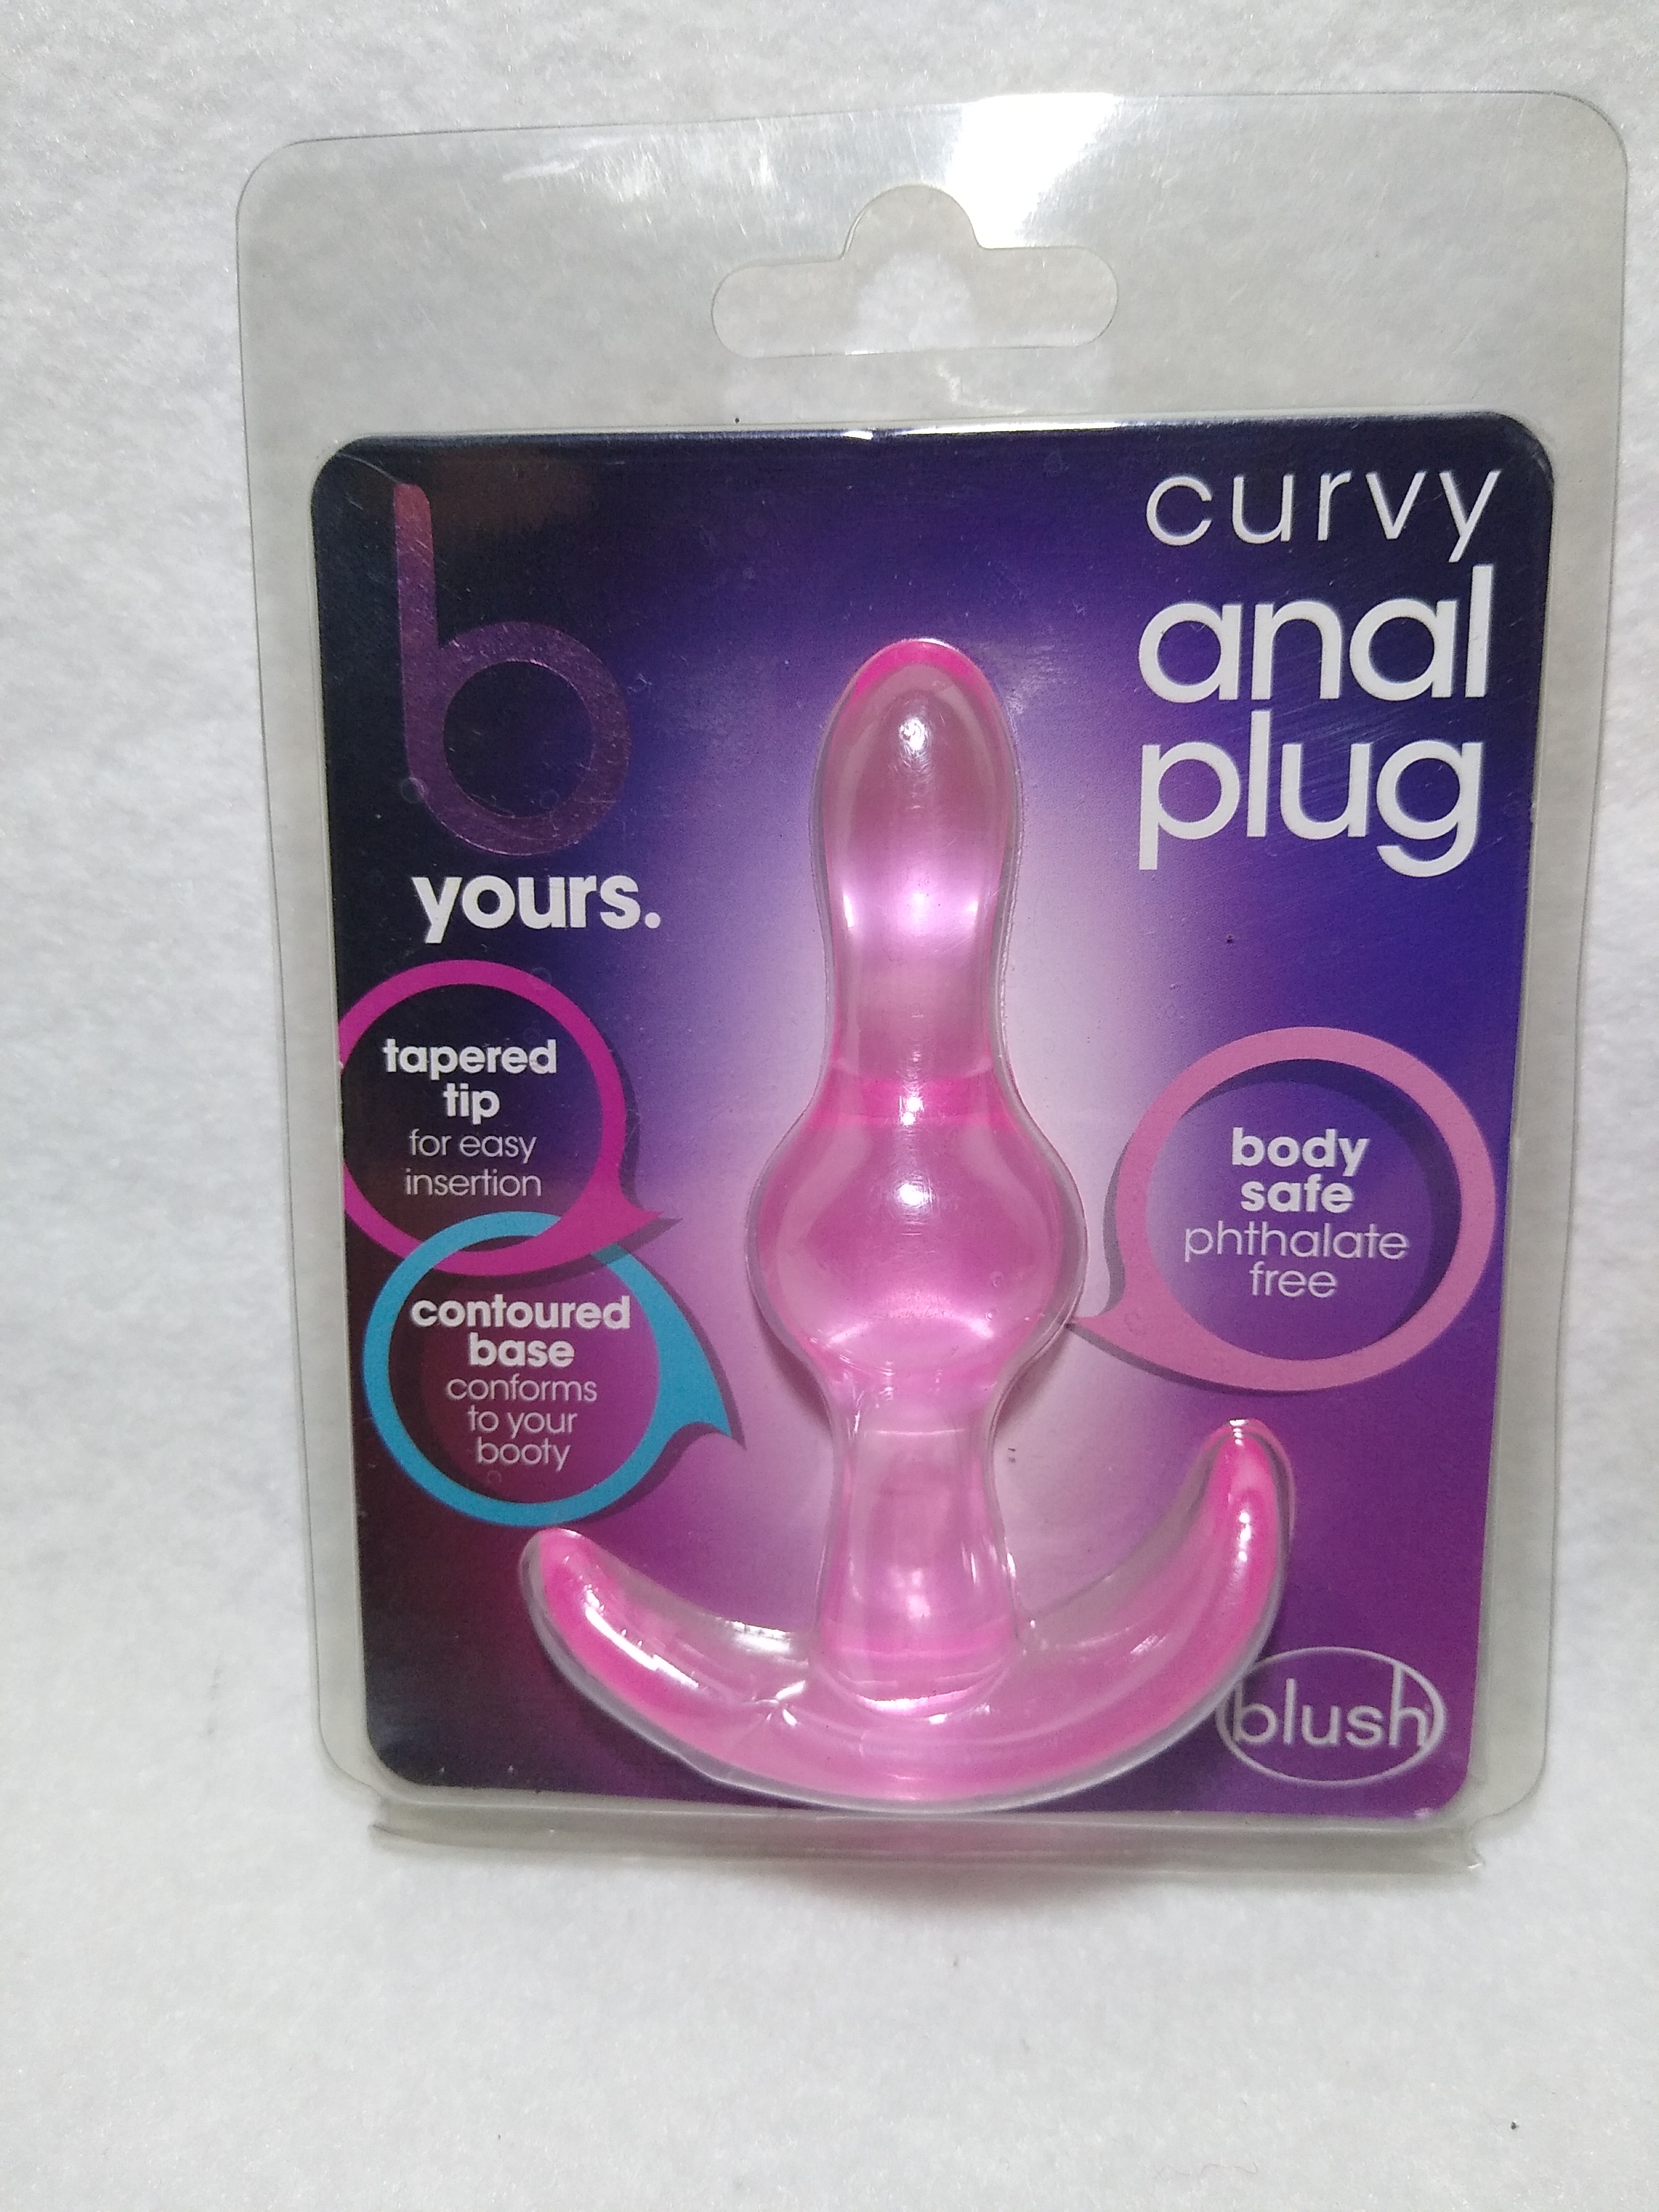 b
yours.
curvy
anal
plug
tapered
tip
for easy
insertion
contoured
base
conforms
to your
booty
body
safe
phthalate
free
blush